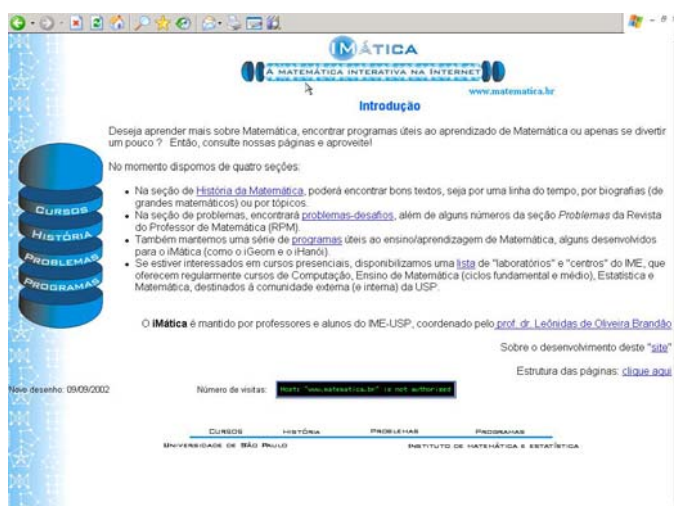 iMÁTICA
A MATEMÁTICA INTERATIVA NA INTERNET
www.matematica.br
Introdução
Deseja aprender mais sobre Matemática, encontrar programas úteis ao aprendizado de Matemática ou apenas se divertir
um pouco ? Então, consulte nossas páginas e aproveite!
No momento dispomos de quatro seções:
• Na seção de História da Matemática, poderá encontrar bons textos, seja por uma linha do tempo, por biografias (de
grandes matemáticos) ou por tópicos.
• Na seção de problemas, encontrará problemas-desafios, além de alguns números da seção Problemas da Revista
do Professor de Matemática (RPM).
• Também mantemos uma série de programas úteis ao ensino/aprendizagem de Matemática, alguns desenvolvidos
para o iMática (como o iGeom e o iHanói).
• Se estiver interessados em cursos presenciais, disponibilizamos uma lista de "laboratórios" e "centros" do IME, que
oferecem regularmente cursos de Computação, Ensino de Matemática (ciclos fundamental e médio), Estatística e
Matemática, destinados à comunidade externa (e interna) da USP.
CURSOS
HISTÓRIA
PROBLEMAS
PROGRAMAS
O iMática é mantido por professores e alunos do IME-USP, coordenado pelo prof. dr. Leônidas de Oliveira Brandão
Sobre o desenvolvimento deste "site"
Estrutura das páginas: clique aqui
Novo desenho: 09/09/2002
Número de visitas: Host: "www.matematica.br" is not authorised
CURSOS HISTÓRIA PROBLEMAS PROGRAMAS
UNIVERSIDADE DE SÃO PAULO INSTITUTO DE MATEMÁTICA E ESTATÍSTICA